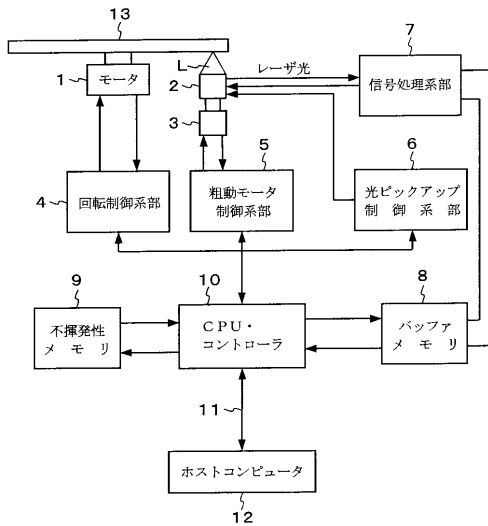 13
L
7
1
モータ
2
レーザ光
信号処理系部
3
5
6
4
回転制御系部
粗動モータ
制御系部
光ピックアップ
制御系部
9
10
8
不揮発性
メモリ
CPU・
コントローラ
バッファ
メモリ
11
ホストコンピュータ
12